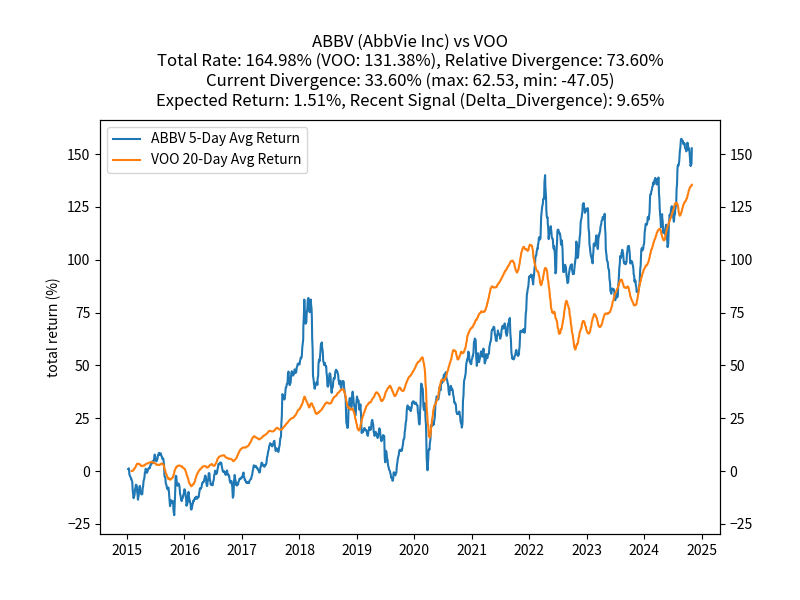 ABBV (AbbVie Inc) vs VOO
Total Rate: 164.98% (VOO: 131.38%), Relative Divergence: 73.60%
Current Divergence: 33.60% (max: 62.53, min: -47.05)
Expected Return: 1.51%, Recent Signal (Delta_Divergence): 9.65%
ABBV 5-Day Avg Return
VOO 20-Day Avg Return
total return (%)
150
125
100
75
50
25
0
−25
150
125
100
75
50
25
0
−25
2015 2016 2017 2018 2019 2020 2021 2022 2023 2024 2025